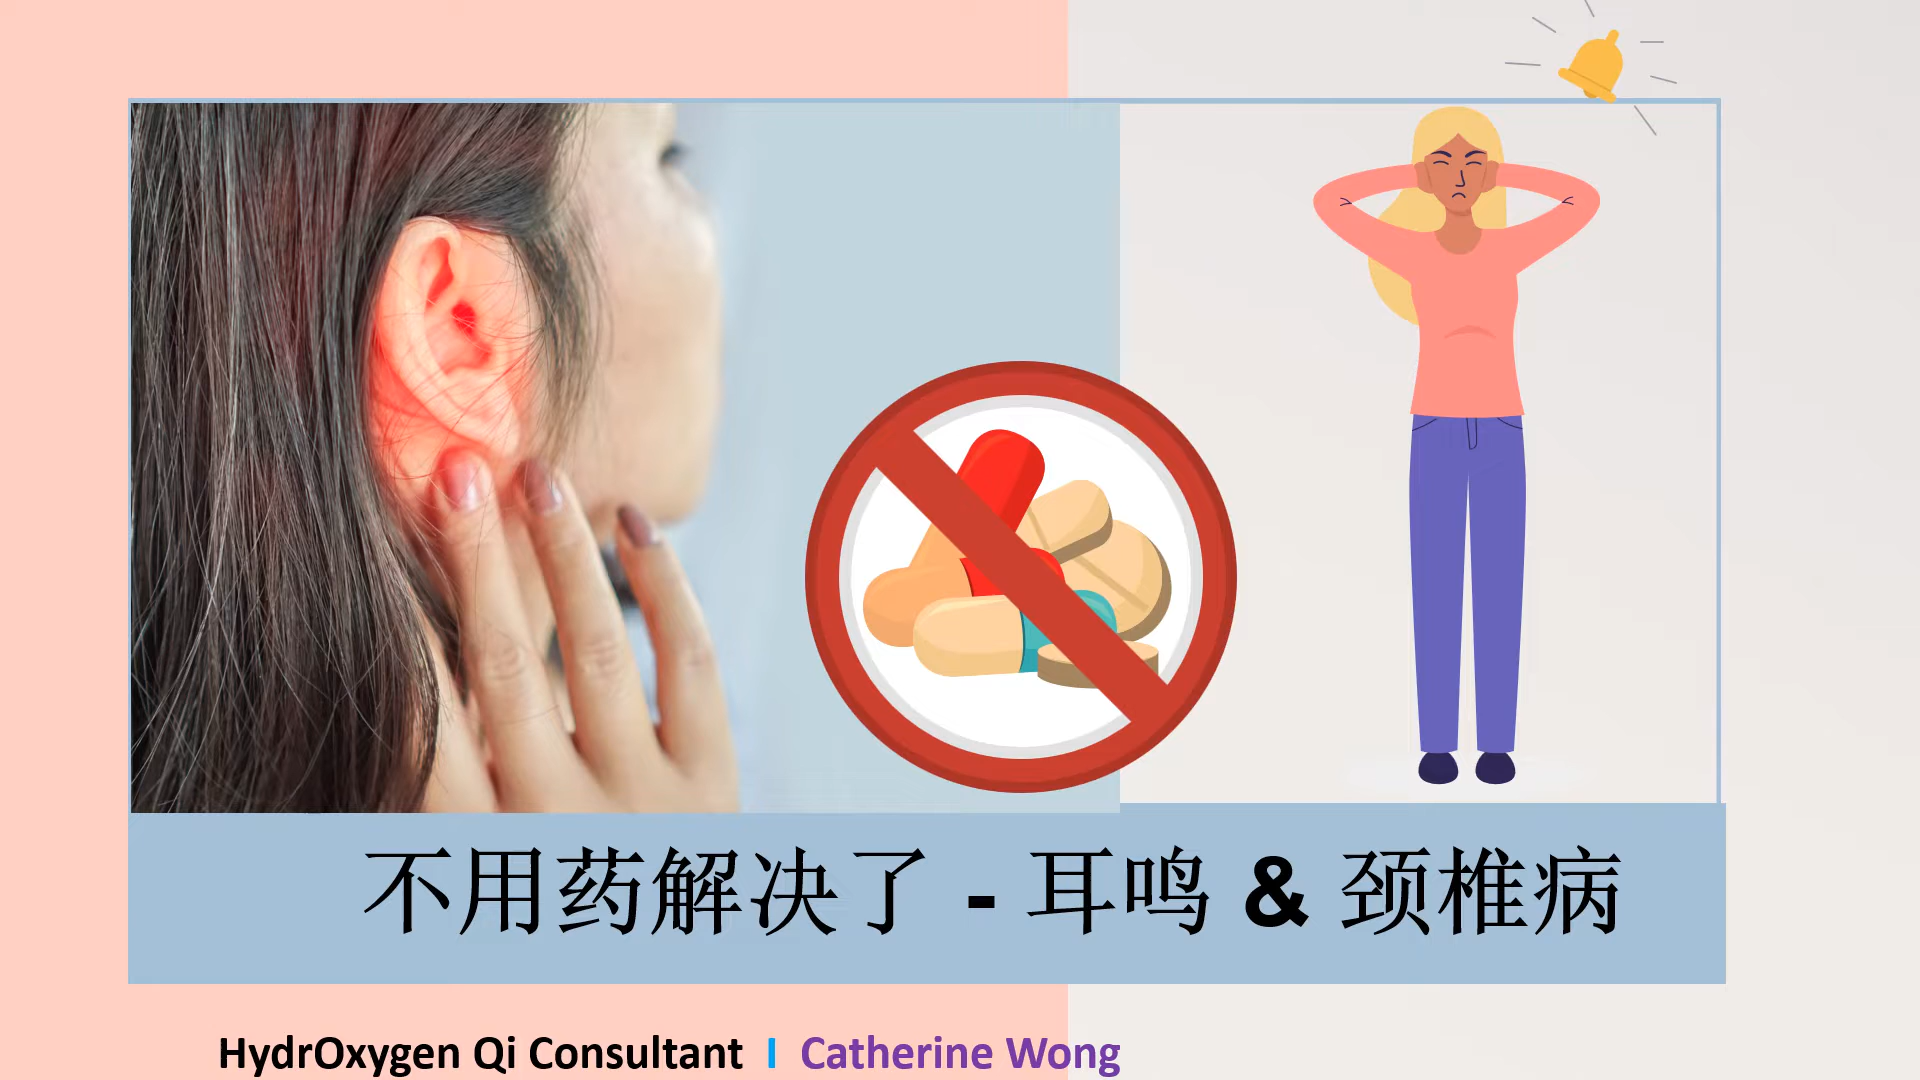 不用药解决了 - 耳鸣 & 颈椎病
HydrOxygen Qi Consultant I Catherine Wong